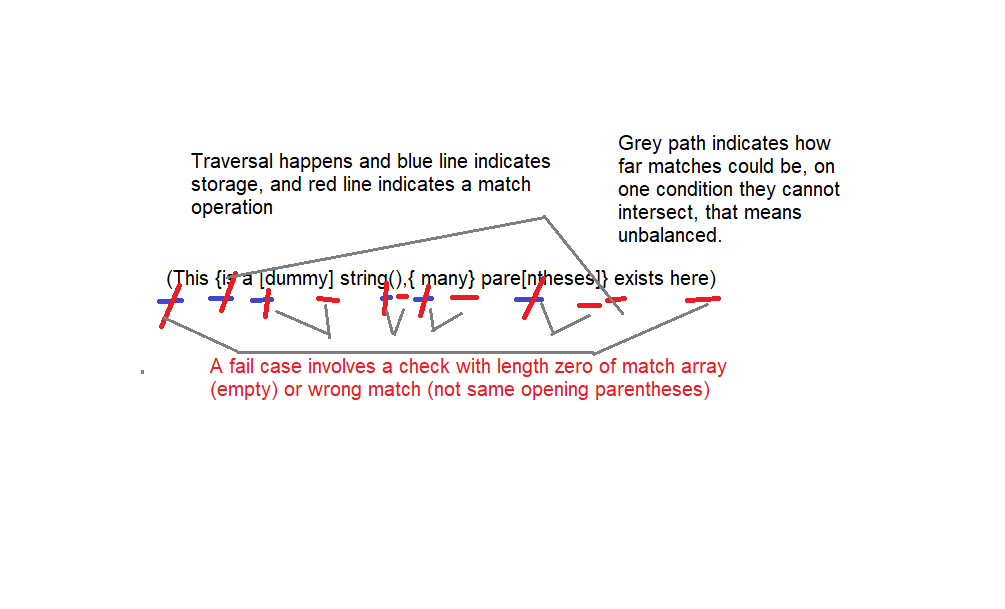 Traversal happens and blue line indicates
storage, and red line indicates a match
operation
Grey path indicates how
far matches could be, on
one condition they cannot
intersect, that means
unbalanced.
(This {is a [dummy] string(),{ many} pare[ntheses]} exists here)
A fail case involves a check with length zero of match array
(empty) or wrong match (not same opening parentheses)